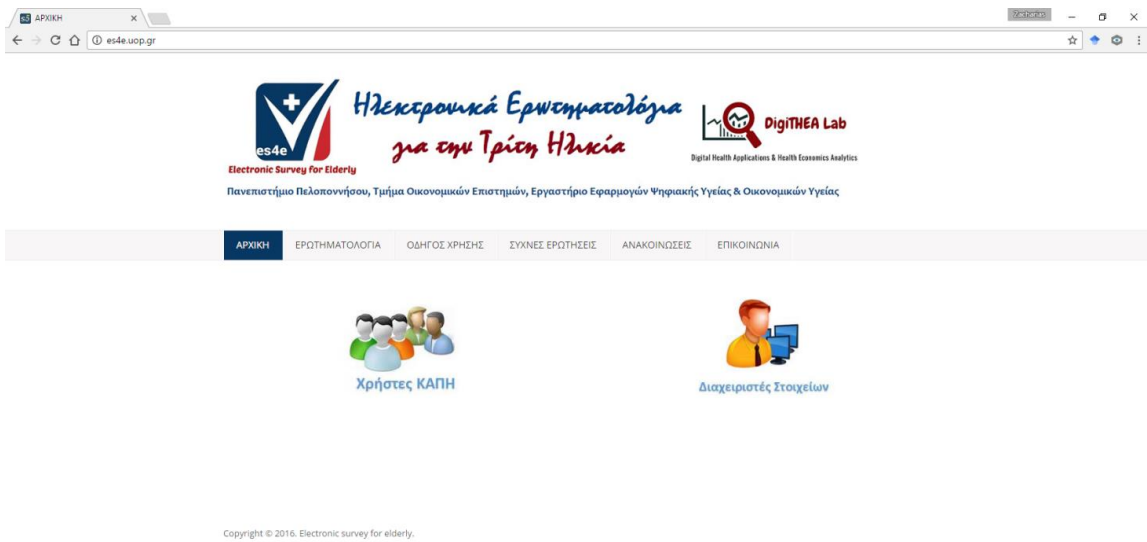 es5 ΑΡΧΙΚΗ
Zacharias
es4e.uop.gr
es4e
Electronic Survey for Elderly
Ηλεκτρονικά Ερωτηματολόγια
για την Τρίτη Ηλικία
DigiTHEA Lab
Digital Health Applications & Health Economics Analytics
Πανεπιστήμιο Πελοποννήσου, Τμήμα Οικονομικών Επιστημών, Εργαστήριο Εφαρμογών Ψηφιακής Υγείας & Οικονομικών Υγείας
ΑΡΧΙΚΗ ΕΡΩΤΗΜΑΤΟΛΟΓΙΑ ΟΔΗΓΟΣ ΧΡΗΣΗΣ ΣΥΧΝΕΣ ΕΡΩΤΗΣΕΙΣ ΑΝΑΚΟΙΝΩΣΕΙΣ ΕΠΙΚΟΙΝΩΝΙΑ
Χρήστες ΚΑΠΗ
Διαχειριστές Στοιχείων
Copyright © 2016. Electronic survey for elderly.